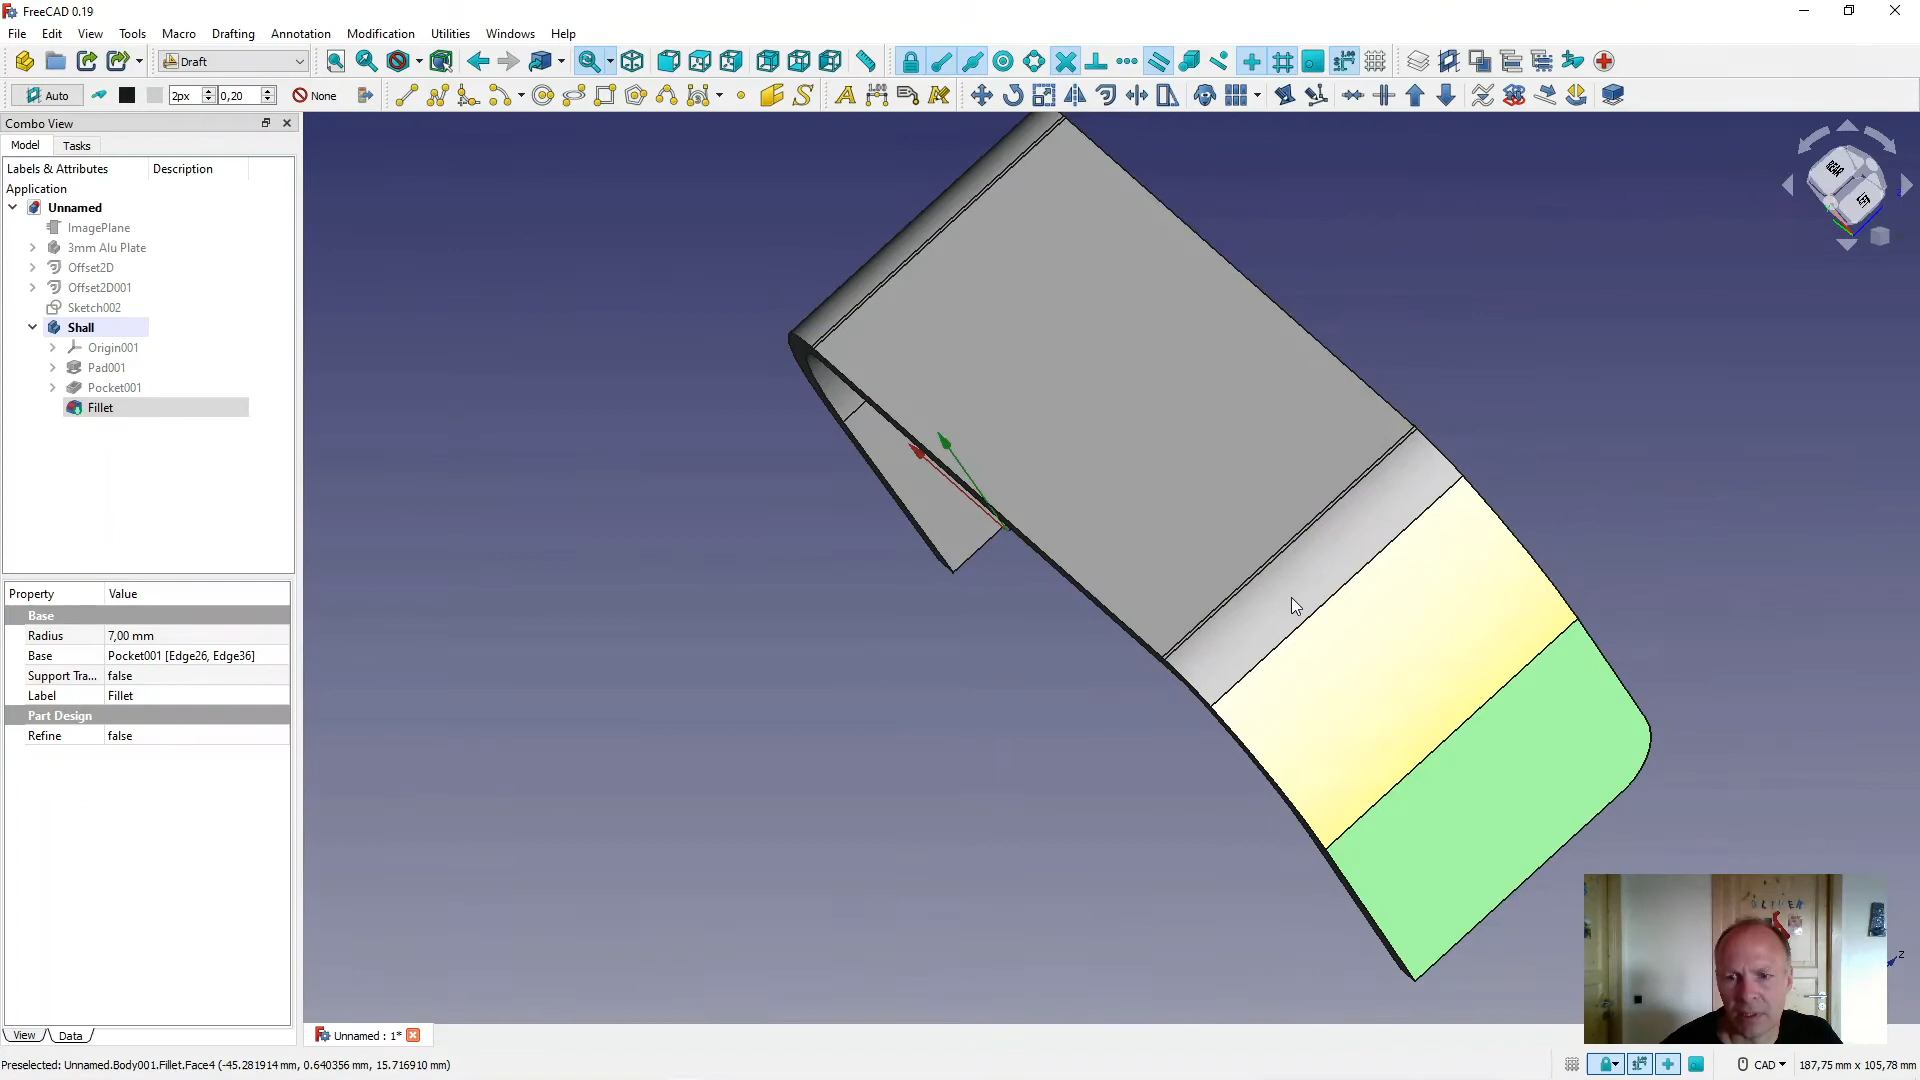 FreeCAD 0.19
File Edit View Tools Macro Drafting Annotation Modification Utilities Windows Help
Draft
Auto 2px 0,20 None
Combo View
Model Tasks
Labels & Attributes Description
Application
Unnamed
ImagePlane
3mm Alu Plate
Offset2D
Offset2D001
Sketch002
Shall
Origin001
Pad001
Pocket001
Fillet
Property Value
Base
Radius 7,00 mm
Base Pocket001 [Edge26, Edge36]
Support Tra... false
Label Fillet
Part Design
Refine false
View Data
REAR
LEFT
Z
OLIVER
Unnamed : 1*
Preselected: Unnamed.Body001.Fillet.Face4 (-45.281914 mm, 0.640356 mm, 15.716910 mm)
CAD 187,75 mm x 105,78 mm